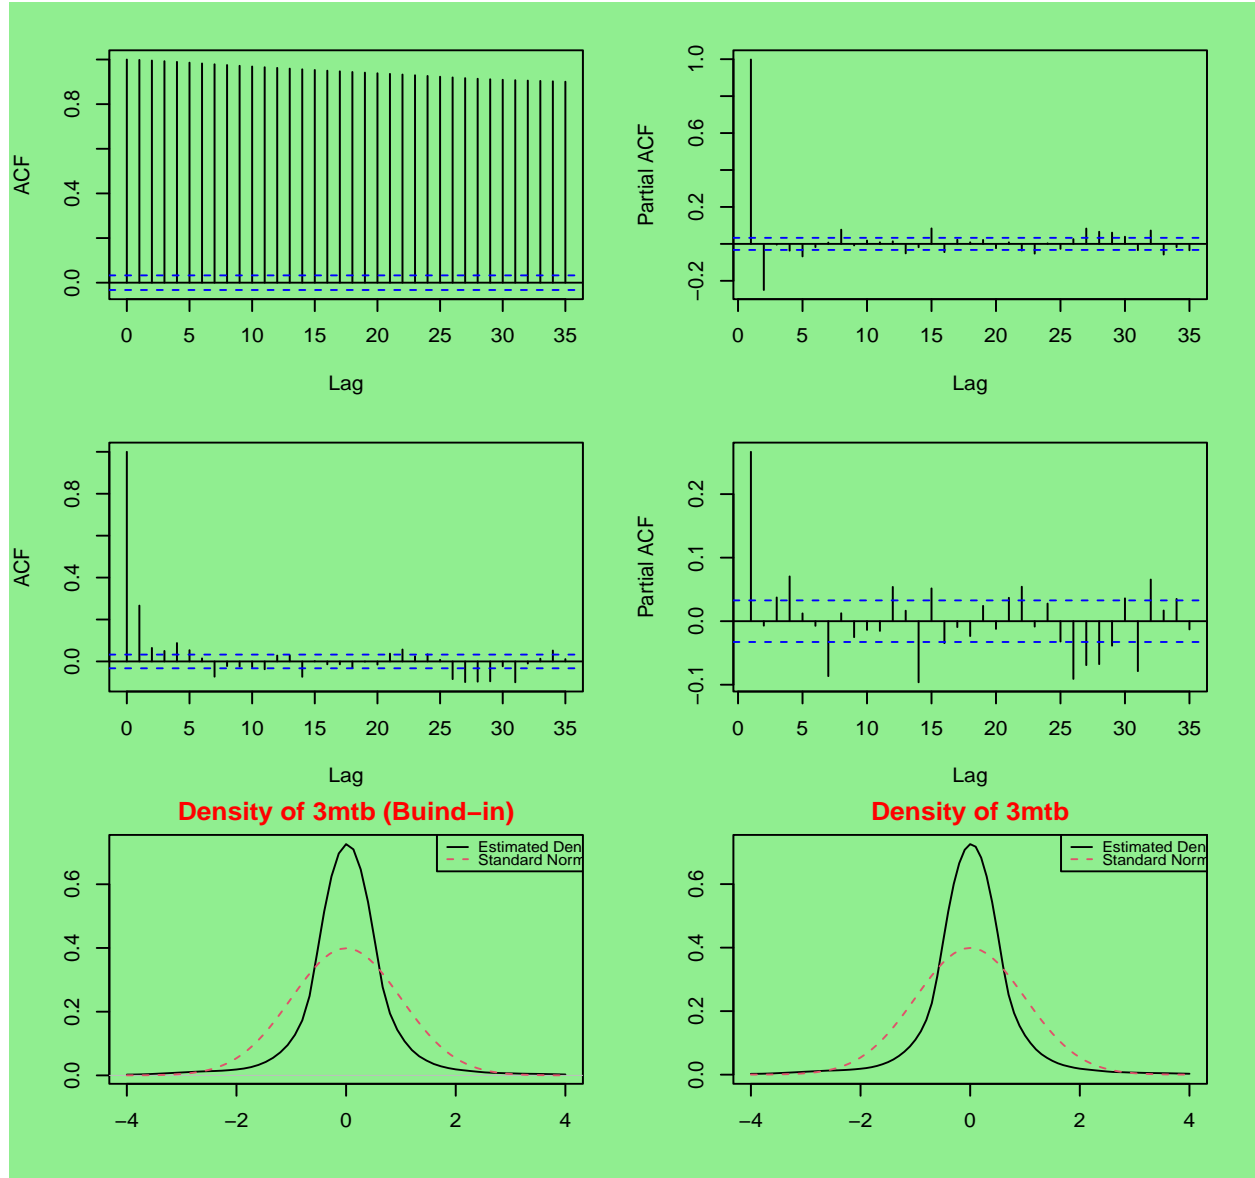 ACF
0.0 0.4 0.8
0 5 10 15 20 25 30 35
Lag
Partial ACF
−0.2 0.2 0.6 1.0
0 5 10 15 20 25 30 35
Lag
ACF
0.0 0.4 0.8
0 5 10 15 20 25 30 35
Lag
Partial ACF
−0.1 0.0 0.1 0.2
0 5 10 15 20 25 30 35
Lag
Density of 3mtb (Buind−in)
0.0 0.2 0.4 0.6
Estimated Den
Standard Norm
−4 −2 0 2 4
Density of 3mtb
0.0 0.2 0.4 0.6
Estimated Den
Standard Norm
−4 −2 0 2 4